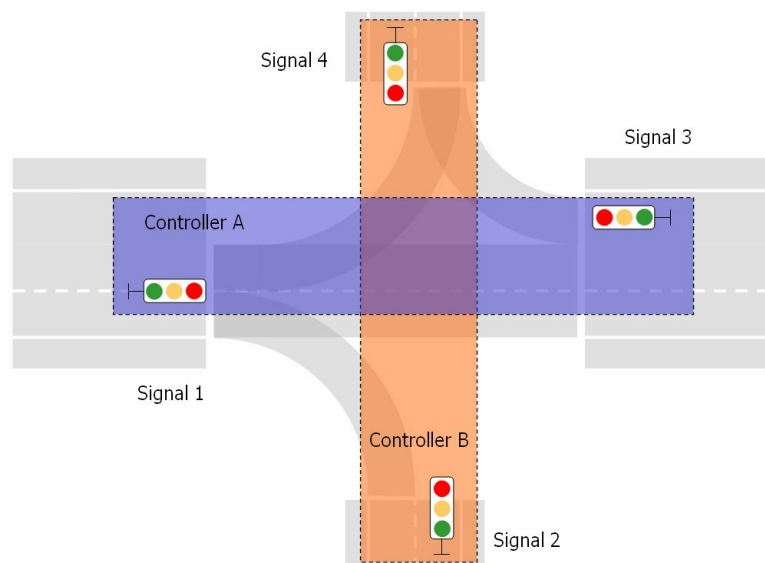 Signal 4
Signal 3
Controller A
Signal 1
Controller B
Signal 2